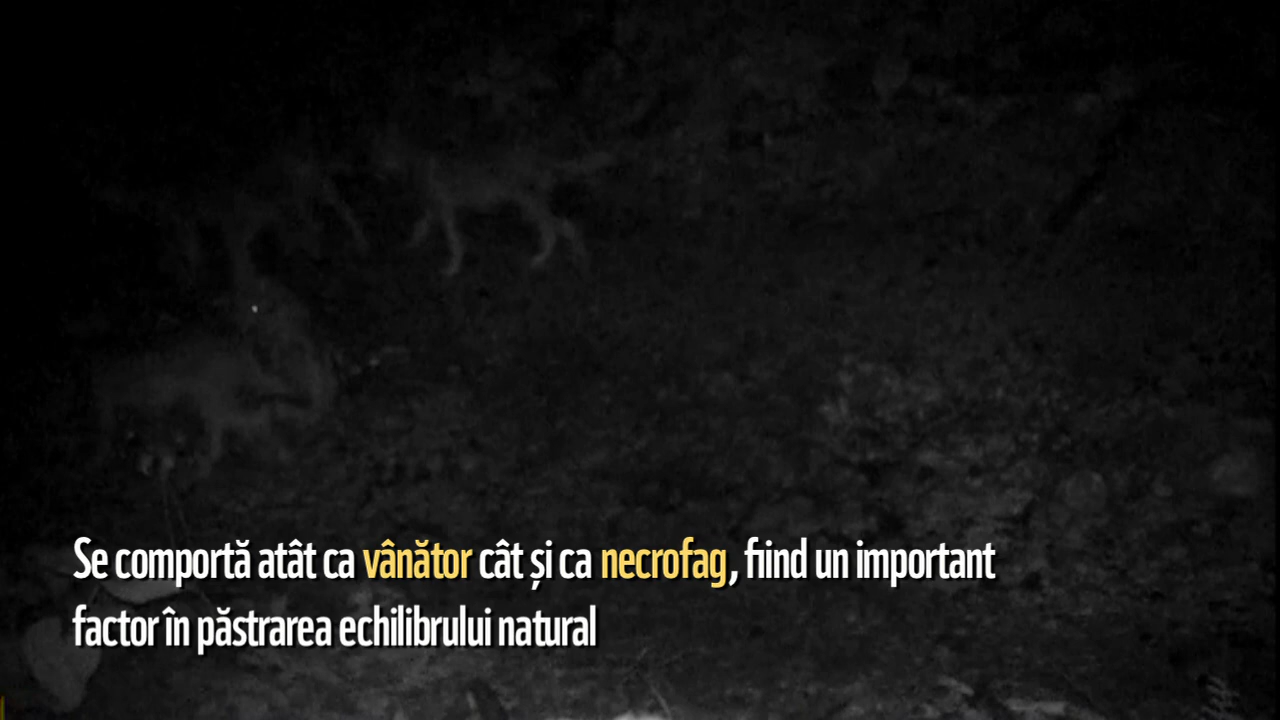 Se comportă atât ca vânător cât și ca necrofag, fiind un important
factor în păstrarea echilibrului natural